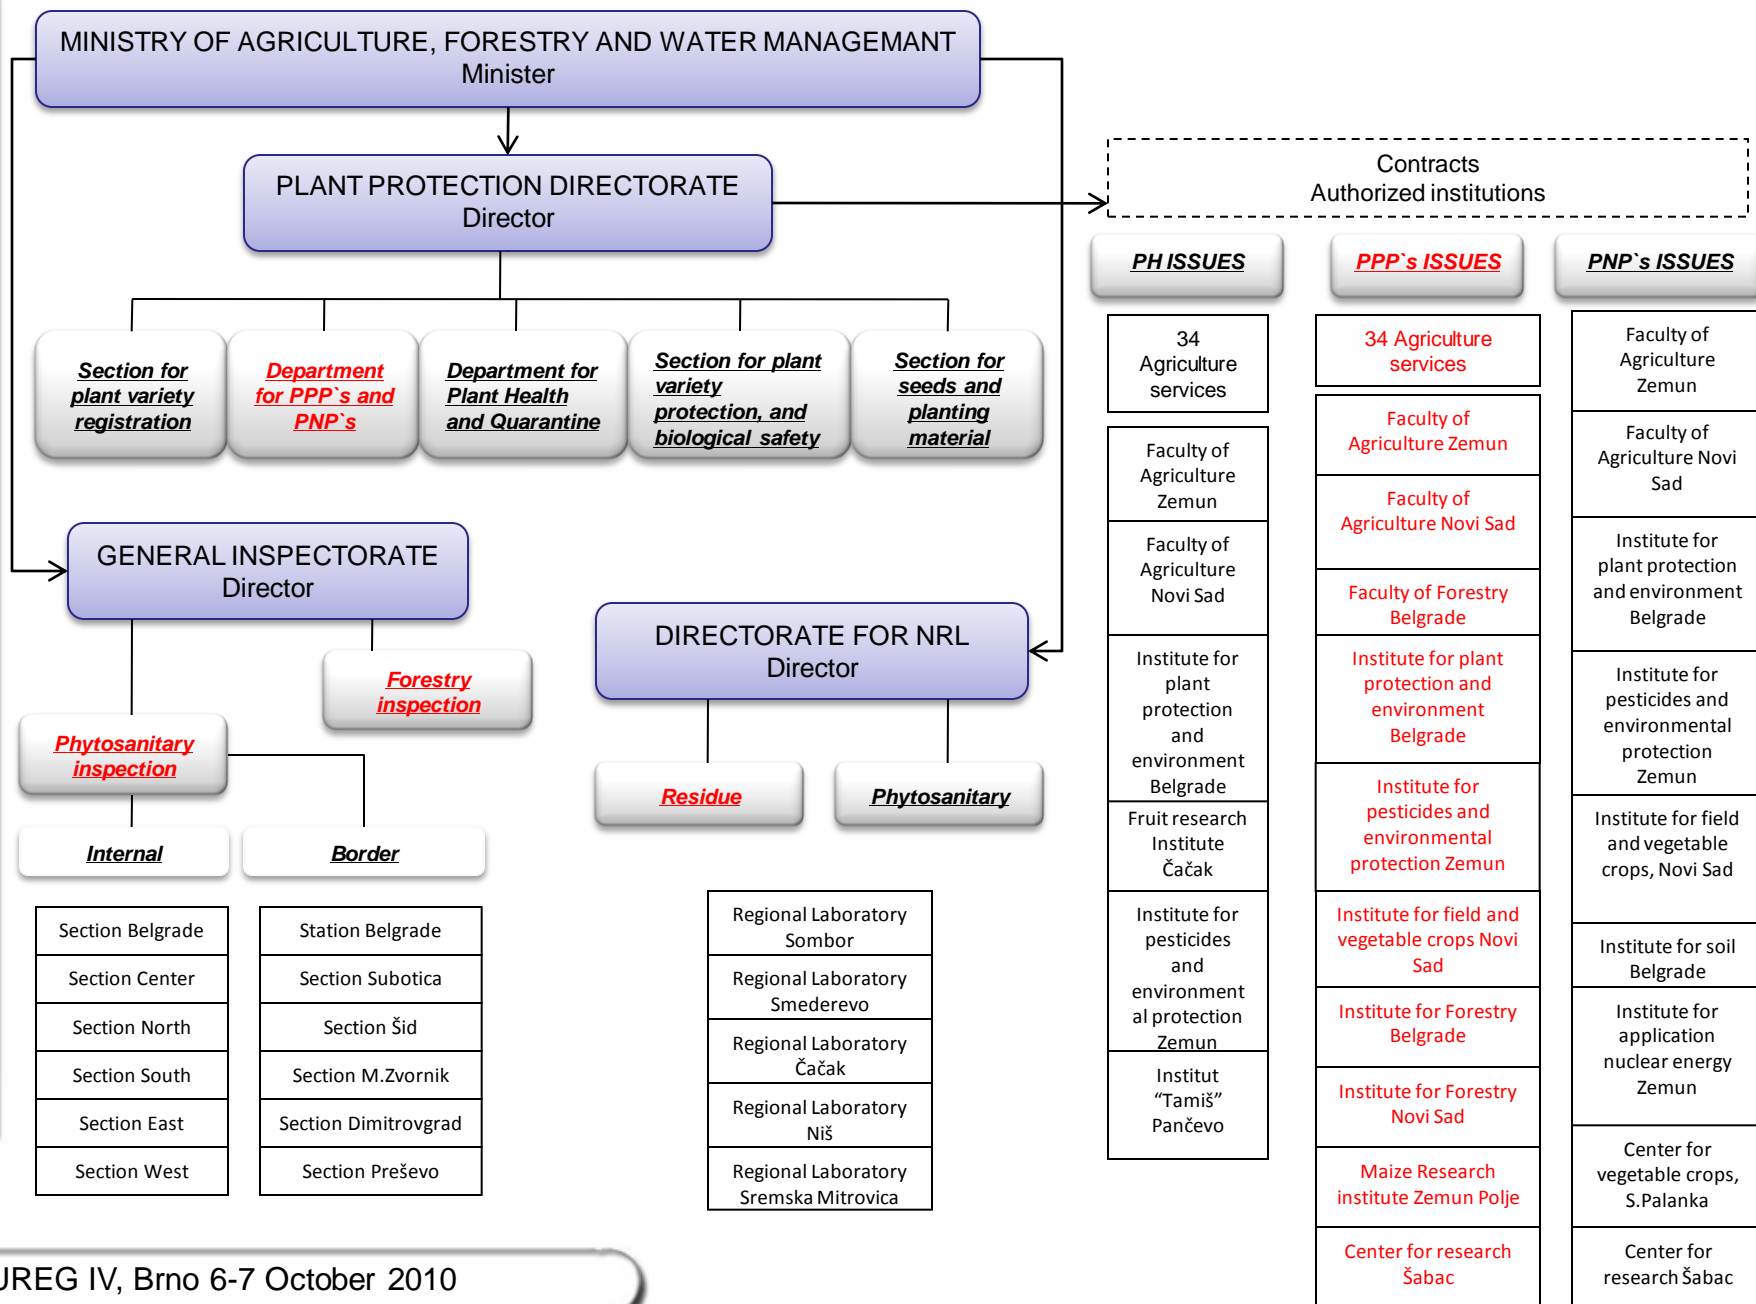 MINISTRY OF AGRICULTURE, FORESTRY AND WATER MANAGEMANT
Minister
PLANT PROTECTION DIRECTORATE
Director
Contracts
Authorized institutions
Section for
plant variety
registration
Department
for PPP`s and
PNP`s
Department for
Plant Health
and Quarantine
Section for plant
variety
protection, and
biological safety
Section for
seeds and
planting
material
GENERAL INSPECTORATE
Director
Forestry
inspection
Phytosanitary
inspection
Internal
Border
Section Belgrade
Section Center
Section North
Section South
Section East
Section West
Station Belgrade
Section Subotica
Section Šid
Section M.Zvornik
Section Dimitrovgrad
Section Preševo
DIRECTORATE FOR NRL
Director
Residue
Phytosanitary
Regional Laboratory
Sombor
Regional Laboratory
Smederevo
Regional Laboratory
Čačak
Regional Laboratory
Niš
Regional Laboratory
Sremska Mitrovica
PH ISSUES
34
Agriculture
services
Faculty of
Agriculture
Zemun
Faculty of
Agriculture
Novi Sad
Institute for
plant
protection
and
environment
Belgrade
Fruit research
Institute
Čačak
Institute for
pesticides
and
environment
al protection
Zemun
Institut
“Tamiš”
Pančevo
PPP`s ISSUES
34 Agriculture
services
Faculty of
Agriculture Zemun
Faculty of
Agriculture Novi Sad
Faculty of Forestry
Belgrade
Institute for plant
protection and
environment
Belgrade
Institute for
pesticides and
environmental
protection Zemun
Institute for field and
vegetable crops Novi
Sad
Institute for Forestry
Belgrade
Institute for Forestry
Novi Sad
Maize Research
institute Zemun Polje
Center for research
Šabac
PNP`s ISSUES
Faculty of
Agriculture
Zemun
Faculty of
Agriculture Novi
Sad
Institute for
plant protection
and environment
Belgrade
Institute for
pesticides and
environmental
protection
Zemun
Institute for field
and vegetable
crops, Novi Sad
Institute for soil
Belgrade
Institute for
application
nuclear energy
Zemun
Center for
vegetable crops,
S.Palanka
Center for
research Šabac
UREG IV, Brno 6-7 October 2010